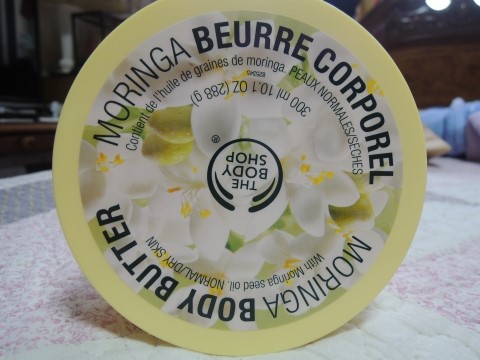 MORINGA BEURRE CORPOREL
Contient de l'huile de graines de moringa. PEAUX NORMALES/SÈCHES
300 ml 10.1 OZ (288 g)
®
THE
BODY
SHOP
With Moringa seed oil. NORMAL/DRY SKIN
MORINGA BODY BUTTER